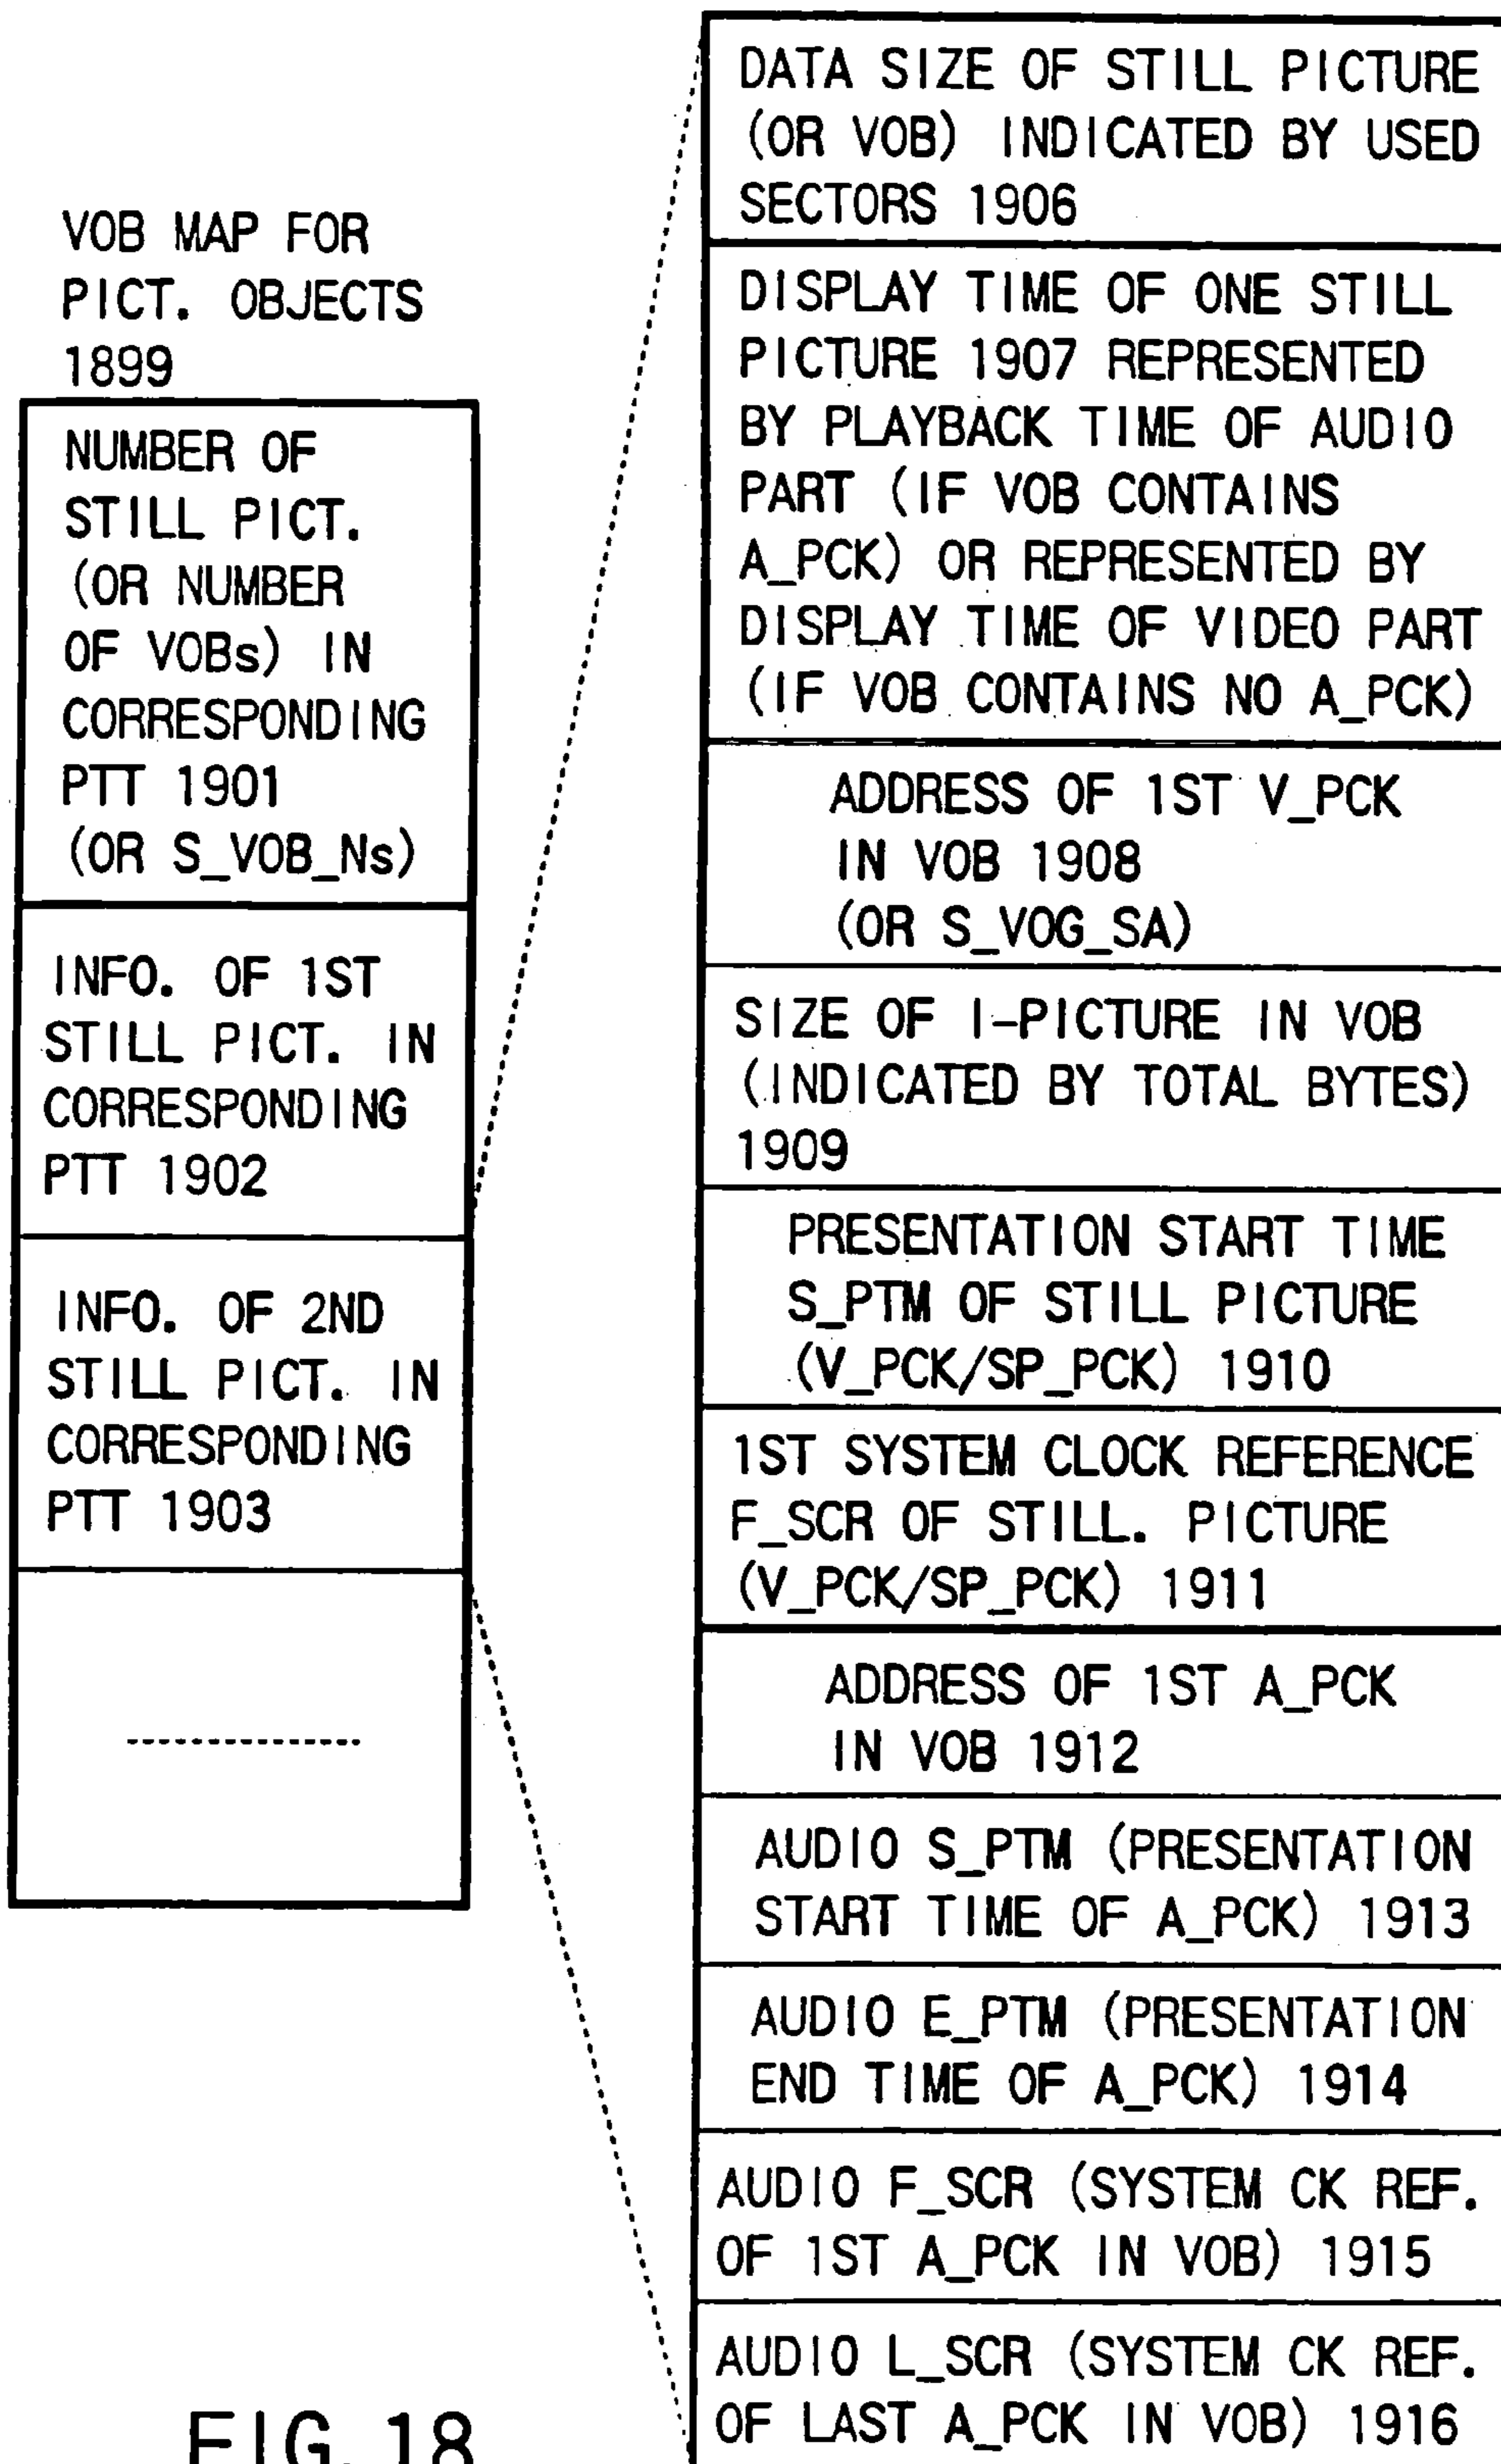 VOB MAP FOR
PICT. OBJECTS
1899
NUMBER OF
STILL PICT.
(OR NUMBER
OF VOBs) IN
CORRESPONDING
PTT 1901
(OR S_VOB_Ns)
INFO. OF 1ST
STILL PICT. IN
CORRESPONDING
PTT 1902
INFO. OF 2ND
STILL PICT. IN
CORRESPONDING
PTT 1903
DATA SIZE OF STILL PICTURE
(OR VOB) INDICATED BY USED
SECTORS 1906
DISPLAY TIME OF ONE STILL
PICTURE 1907 REPRESENTED
BY PLAYBACK TIME OF AUDIO
PART (IF VOB CONTAINS
A_PCK) OR REPRESENTED BY
DISPLAY TIME OF VIDEO PART
(IF VOB CONTAINS NO A_PCK)
ADDRESS OF 1ST V_PCK
IN VOB 1908
(OR S_VOG_SA)
SIZE OF I-PICTURE IN VOB
(INDICATED BY TOTAL BYTES)
1909
PRESENTATION START TIME
S_PTM OF STILL PICTURE
(V_PCK/SP_PCK) 1910
1ST SYSTEM CLOCK REFERENCE
F_SCR OF STILL. PICTURE
(V_PCK/SP_PCK) 1911
ADDRESS OF 1ST A_PCK
IN VOB 1912
AUDIO S_PTM (PRESENTATION
START TIME OF A_PCK) 1913
AUDIO E_PTM (PRESENTATION
END TIME OF A_PCK) 1914
AUDIO F_SCR (SYSTEM CK REF.
OF 1ST A_PCK IN VOB) 1915
AUDIO L_SCR (SYSTEM CK REF.
OF LAST A_PCK IN VOB) 1916
FIG. 18